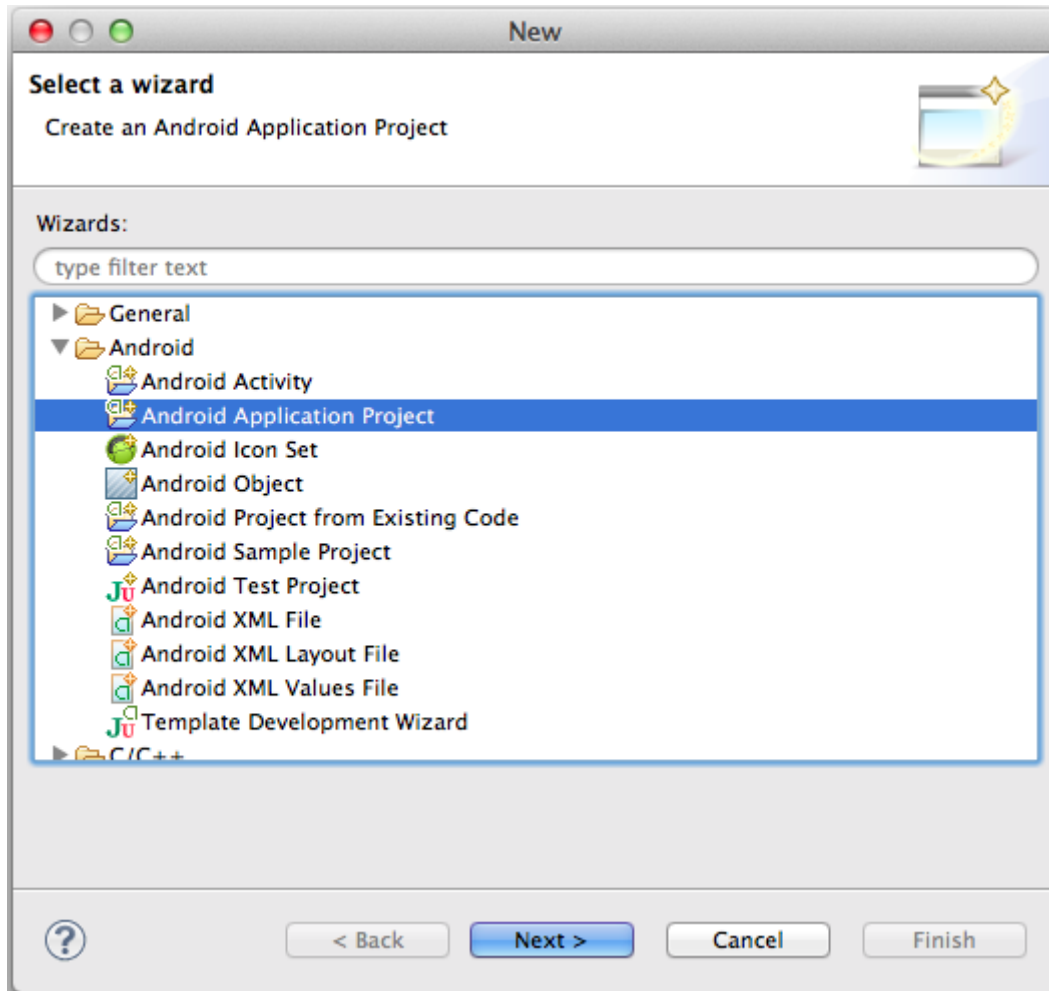 New
Select a wizard
Create an Android Application Project
Wizards:
type filter text
General
Android
Android Activity
Android Application Project
Android Icon Set
Android Object
Android Project from Existing Code
Android Sample Project
Android Test Project
Android XML File
Android XML Layout File
Android XML Values File
Template Development Wizard
C/C++
? < Back Next > Cancel Finish